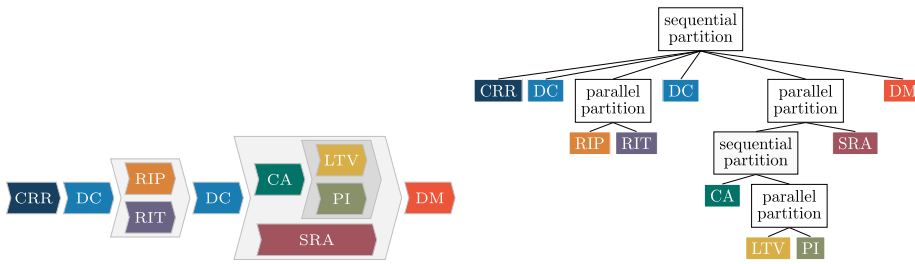 CRR DC RIP DC CA LTV DM
RIT PI
SRA
sequential
partition
CRR DC parallel DC parallel DM
partition partition
RIP RIT sequential SRA
partition
CA parallel
partition
LTV PI